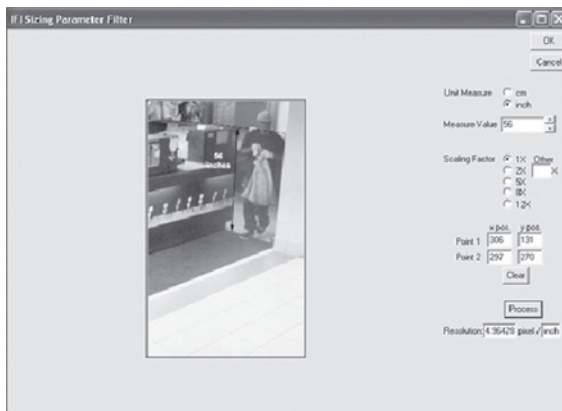 IFI Sizing Parameter Filter
OK
Cancel
Unit Measure
cm
inch
Measure Value 56
56
inches
Scaling Factor 1X Other
2X X
5X
8X
12X
x pos. y pos.
Point 1 306 131
Point 2 297 270
Clear
Process
Resolution: 4.96428 pixel / inch